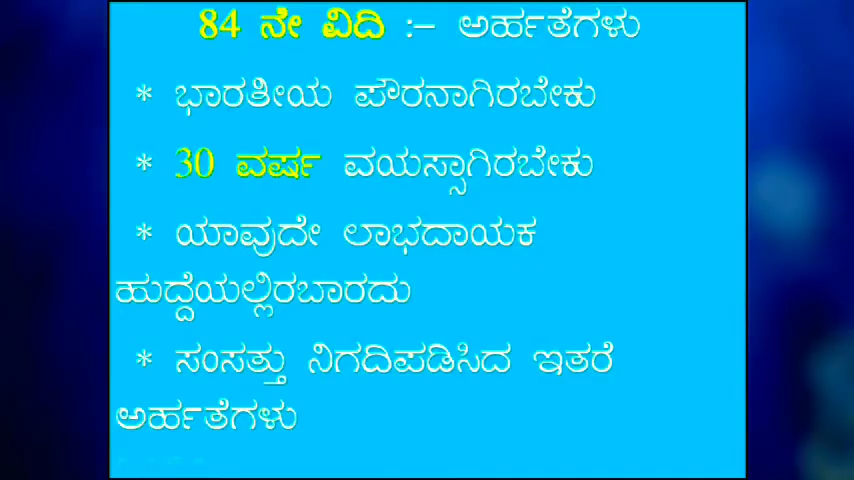 84 ನೇ ವಿದಿ :– ಅರ್ಹತೆಗಳು
* ಭಾರತೀಯ ಪೌರನಾಗಿರಬೇಕು
* 30 ವರ್ಷ ವಯಸ್ಸಾಗಿರಬೇಕು
* ಯಾವುದೇ ಲಾಭದಾಯಕ
ಹುದ್ದೆಯಲ್ಲಿರಬಾರದು
* ಸಂಸತ್ತು ನಿಗದಿಪಡಿಸಿದ ಇತರೆ
ಅರ್ಹತೆಗಳು